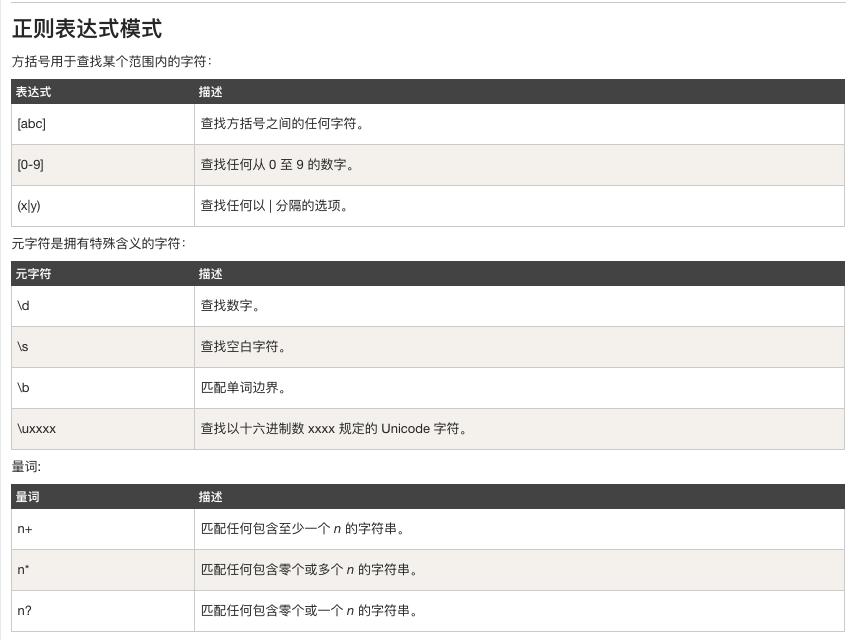 正则表达式模式
方括号用于查找某个范围内的字符：
表达式 描述
[abc] 查找方括号之间的任何字符。
[0-9] 查找任何从 0 至 9 的数字。
(x|y) 查找任何以 | 分隔的选项。
元字符是拥有特殊含义的字符：
元字符 描述
\d 查找数字。
\s 查找空白字符。
\b 匹配单词边界。
\uxxxx 查找以十六进制数 xxxx 规定的 Unicode 字符。
量词:
量词 描述
n+ 匹配任何包含至少一个 n 的字符串。
n* 匹配任何包含零个或多个 n 的字符串。
n? 匹配任何包含零个或一个 n 的字符串。